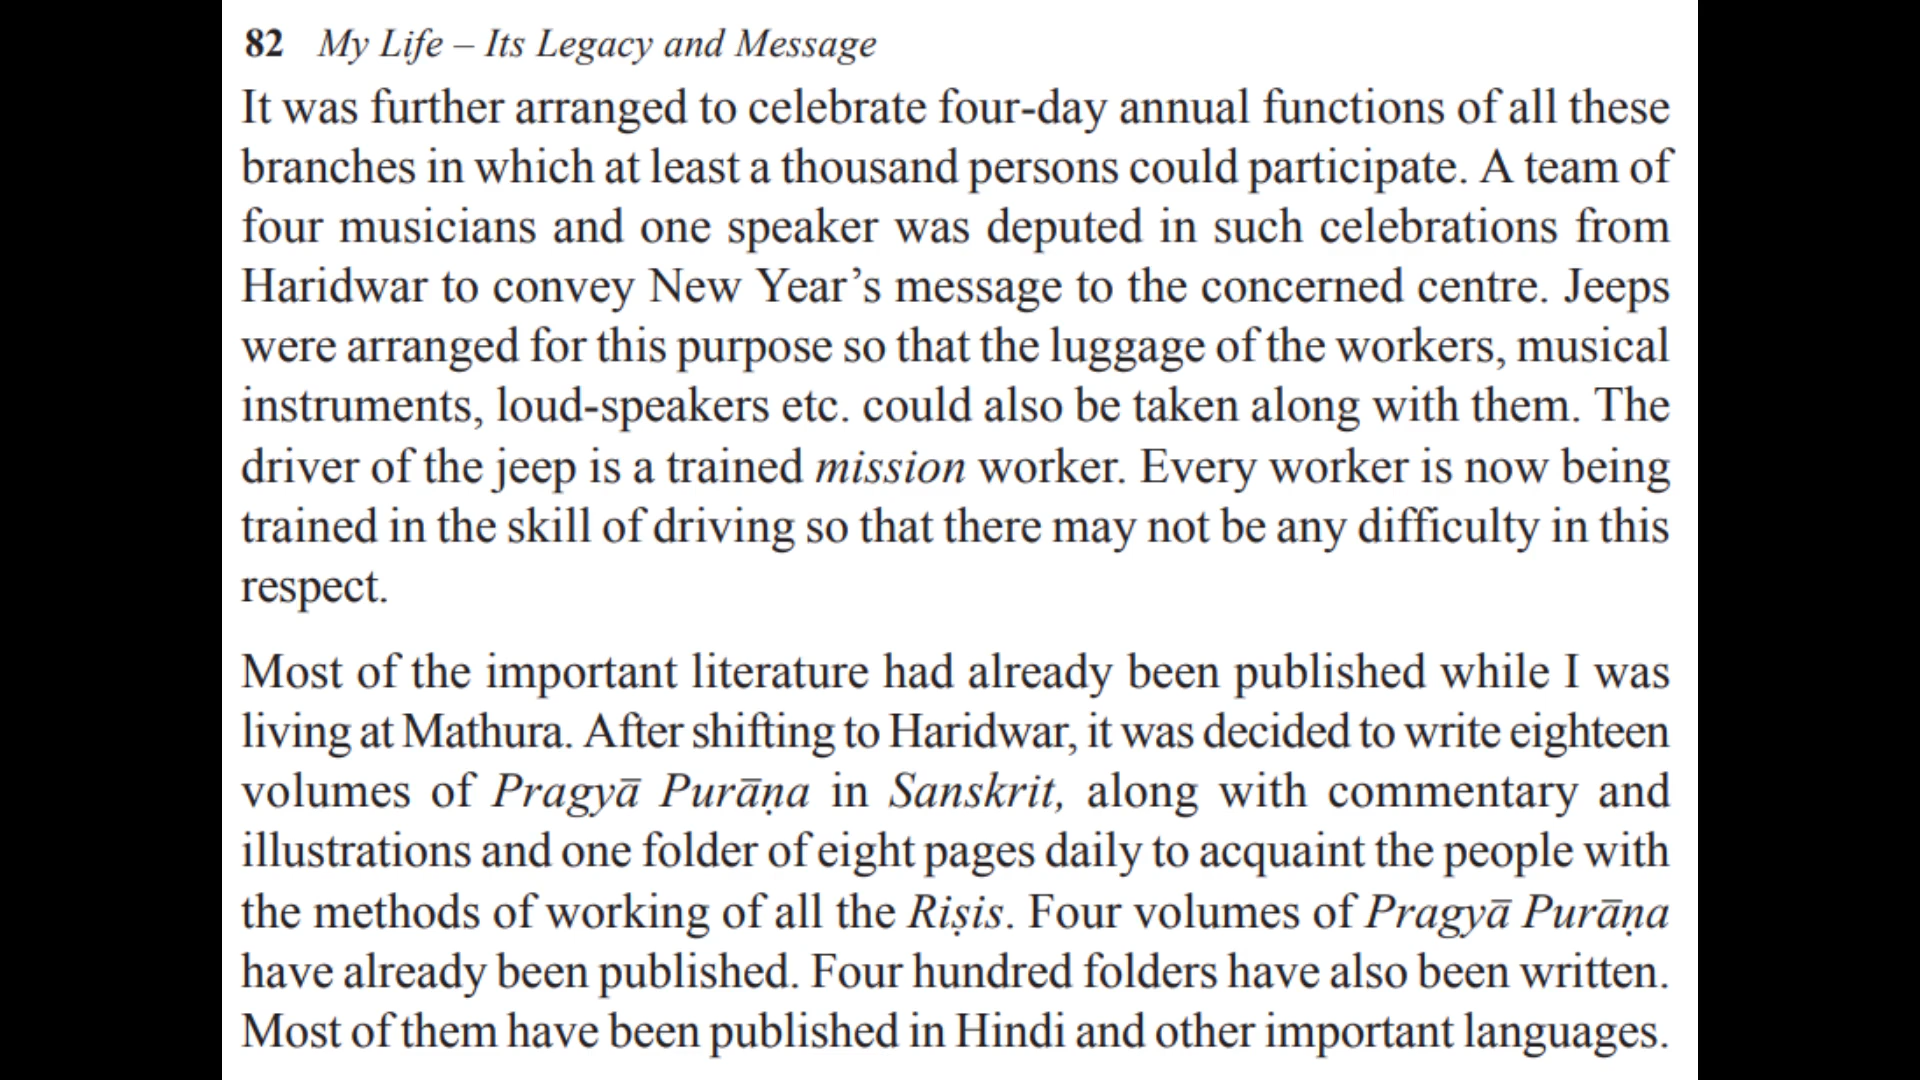 82 My Life – Its Legacy and Message
It was further arranged to celebrate four-day annual functions of all these
branches in which at least a thousand persons could participate. A team of
four musicians and one speaker was deputed in such celebrations from
Haridwar to convey New Year’s message to the concerned centre. Jeeps
were arranged for this purpose so that the luggage of the workers, musical
instruments, loud-speakers etc. could also be taken along with them. The
driver of the jeep is a trained mission worker. Every worker is now being
trained in the skill of driving so that there may not be any difficulty in this
respect.
Most of the important literature had already been published while I was
living at Mathura. After shifting to Haridwar, it was decided to write eighteen
volumes of Pragyā Purāṇa in Sanskrit, along with commentary and
illustrations and one folder of eight pages daily to acquaint the people with
the methods of working of all the Riṣis. Four volumes of Pragyā Purāṇa
have already been published. Four hundred folders have also been written.
Most of them have been published in Hindi and other important languages.